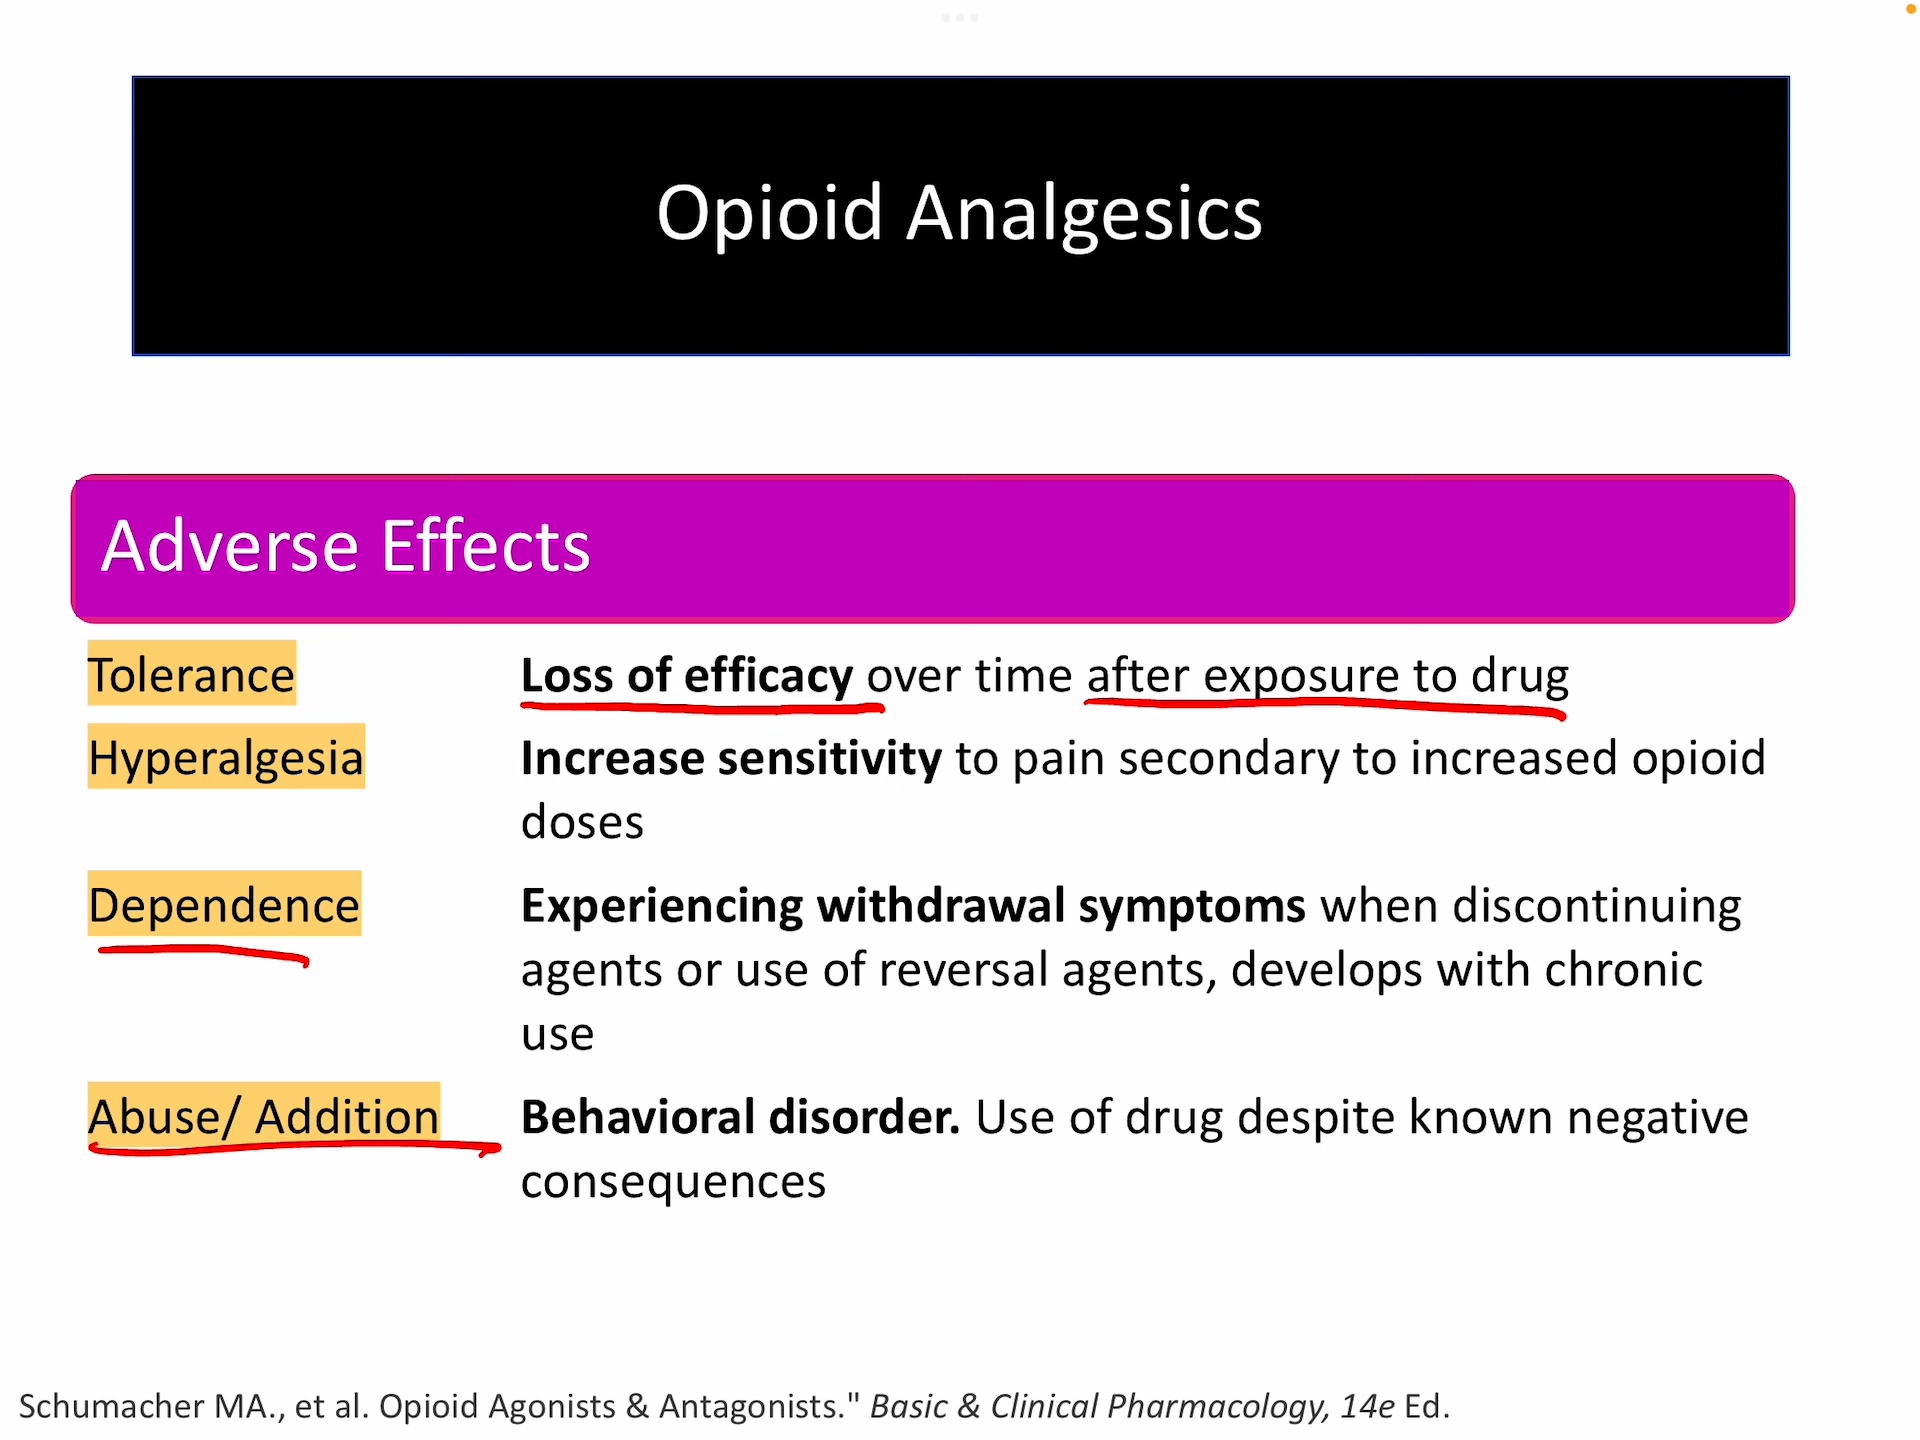 Opioid Analgesics
Adverse Effects
Tolerance
Loss of efficacy over time after exposure to drug
Hyperalgesia
Increase sensitivity to pain secondary to increased opioid
doses
Dependence
Experiencing withdrawal symptoms when discontinuing
agents or use of reversal agents, develops with chronic
use
Abuse/ Addition
Behavioral disorder. Use of drug despite known negative
consequences
Schumacher MA., et al. Opioid Agonists & Antagonists." Basic & Clinical Pharmacology, 14e Ed.